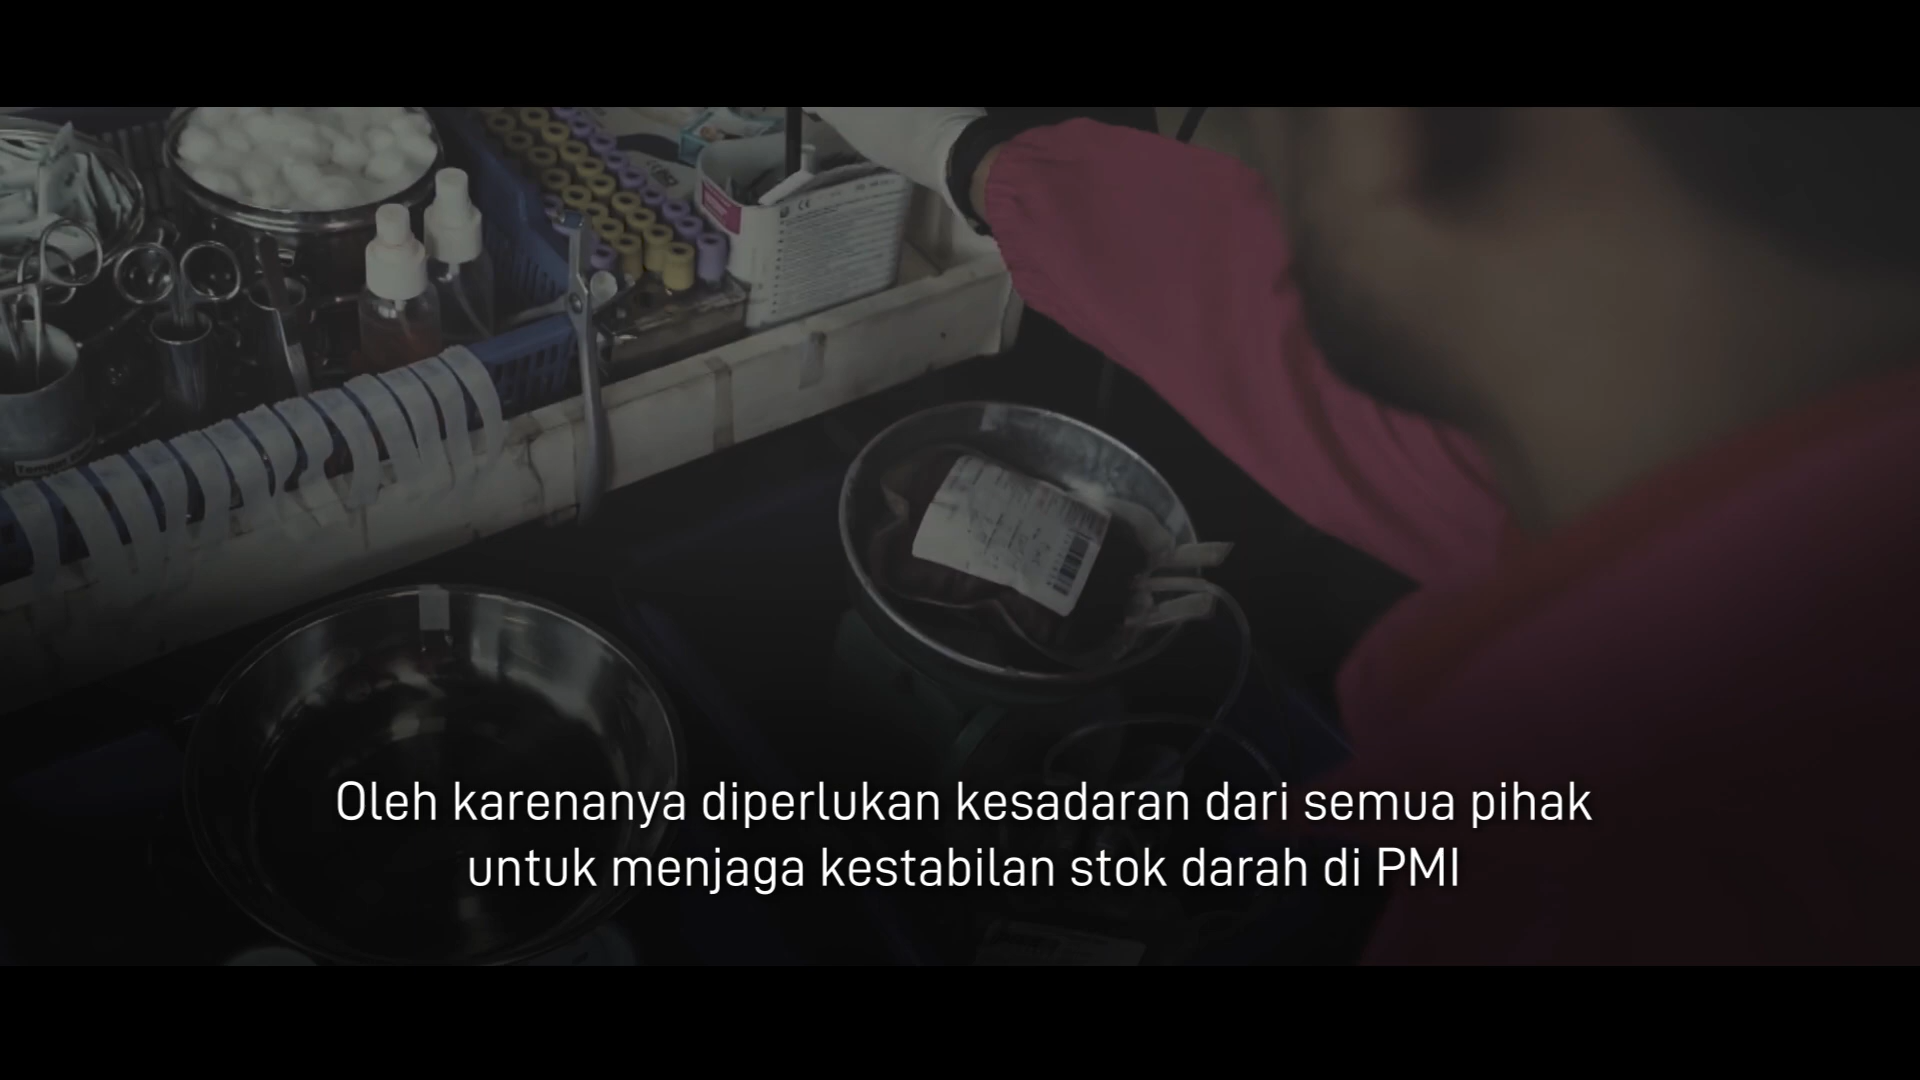 Oleh karenanya diperlukan kesadaran dari semua pihak
untuk menjaga kestabilan stok darah di PMI